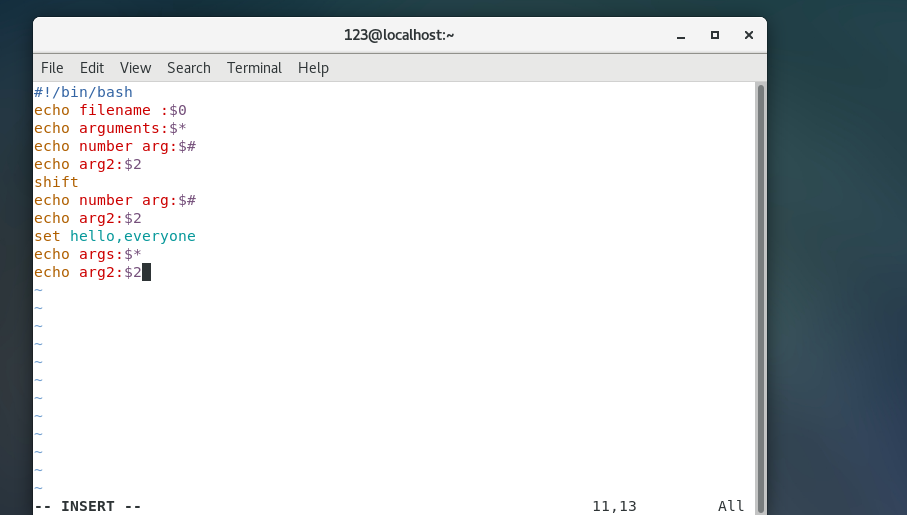 123@localhost:~
File Edit View Search Terminal Help
#!/bin/bash
echo filename :$0
echo arguments:$*
echo number arg:$#
echo arg2:$2
shift
echo number arg:$#
echo arg2:$2
set hello,everyone
echo args:$*
echo arg2:$2
~
~
~
~
~
~
~
~
~
~
~
~
-- INSERT -- 11,13 All